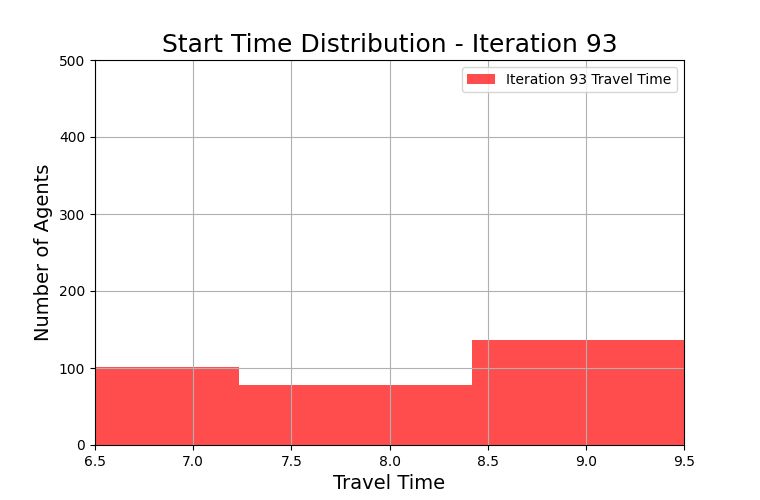 Start Time Distribution - Iteration 93
Iteration 93 Travel Time
Number of Agents
500
400
300
200
100
0
6.5 7.0 7.5 8.0 8.5 9.0 9.5
Travel Time